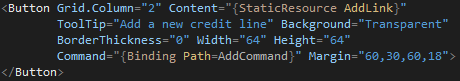 <Button Grid.Column="2" Content="{StaticResource AddLink}"
ToolTip="Add a new credit line" Background="Transparent"
BorderThickness="0" Width="64" Height="64"
Command="{Binding Path=AddCommand}" Margin="60,30,60,18">
</Button>